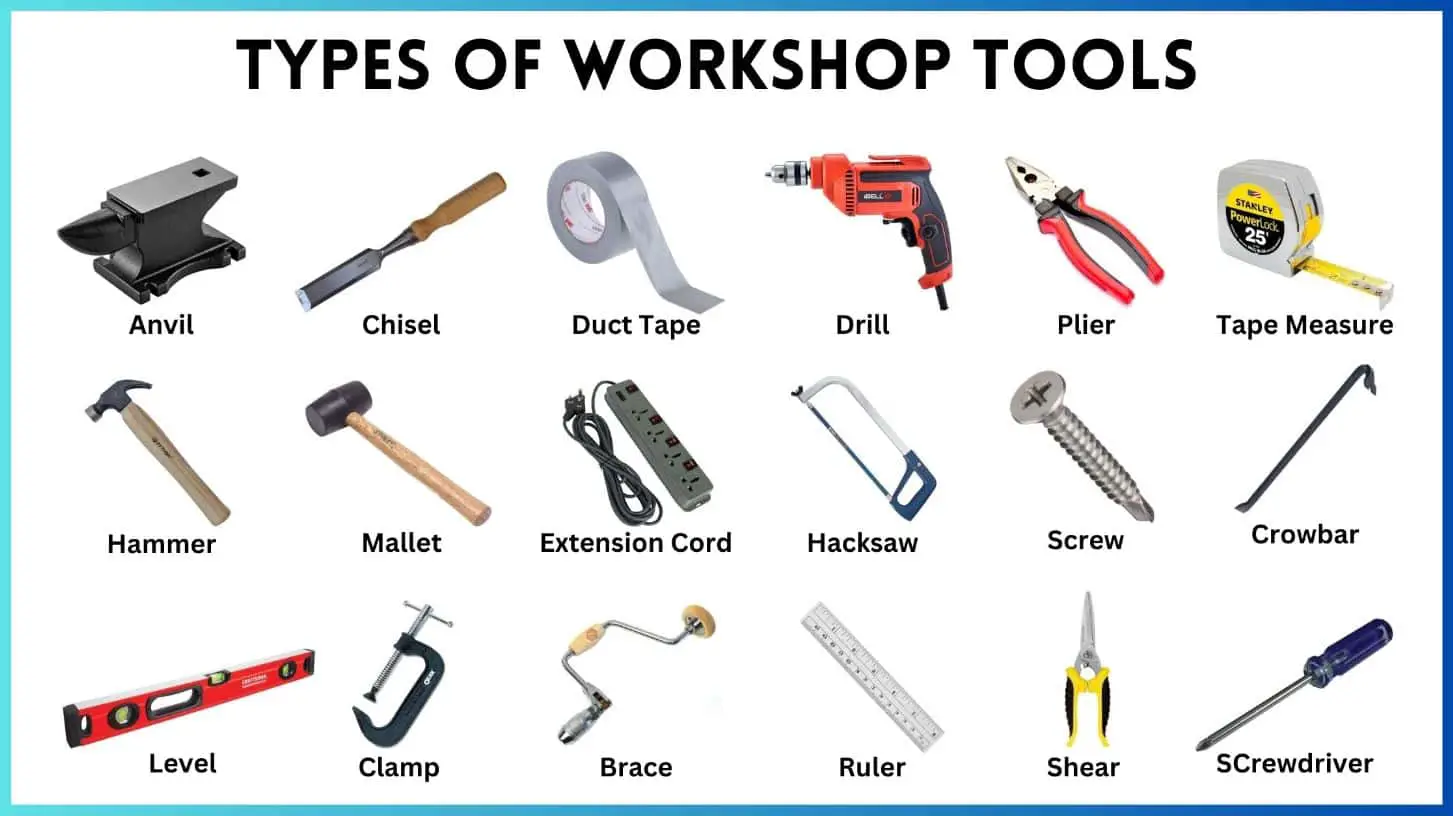 TYPES OF WORKSHOP TOOLS
STANLEY
PowerLock
25'
Anvil
Chisel
Duct Tape
Drill
Plier
Tape Measure
Hammer
Mallet
Extension Cord
Hacksaw
Screw
Crowbar
Level
Clamp
Brace
Ruler
Shear
SCrewdriver